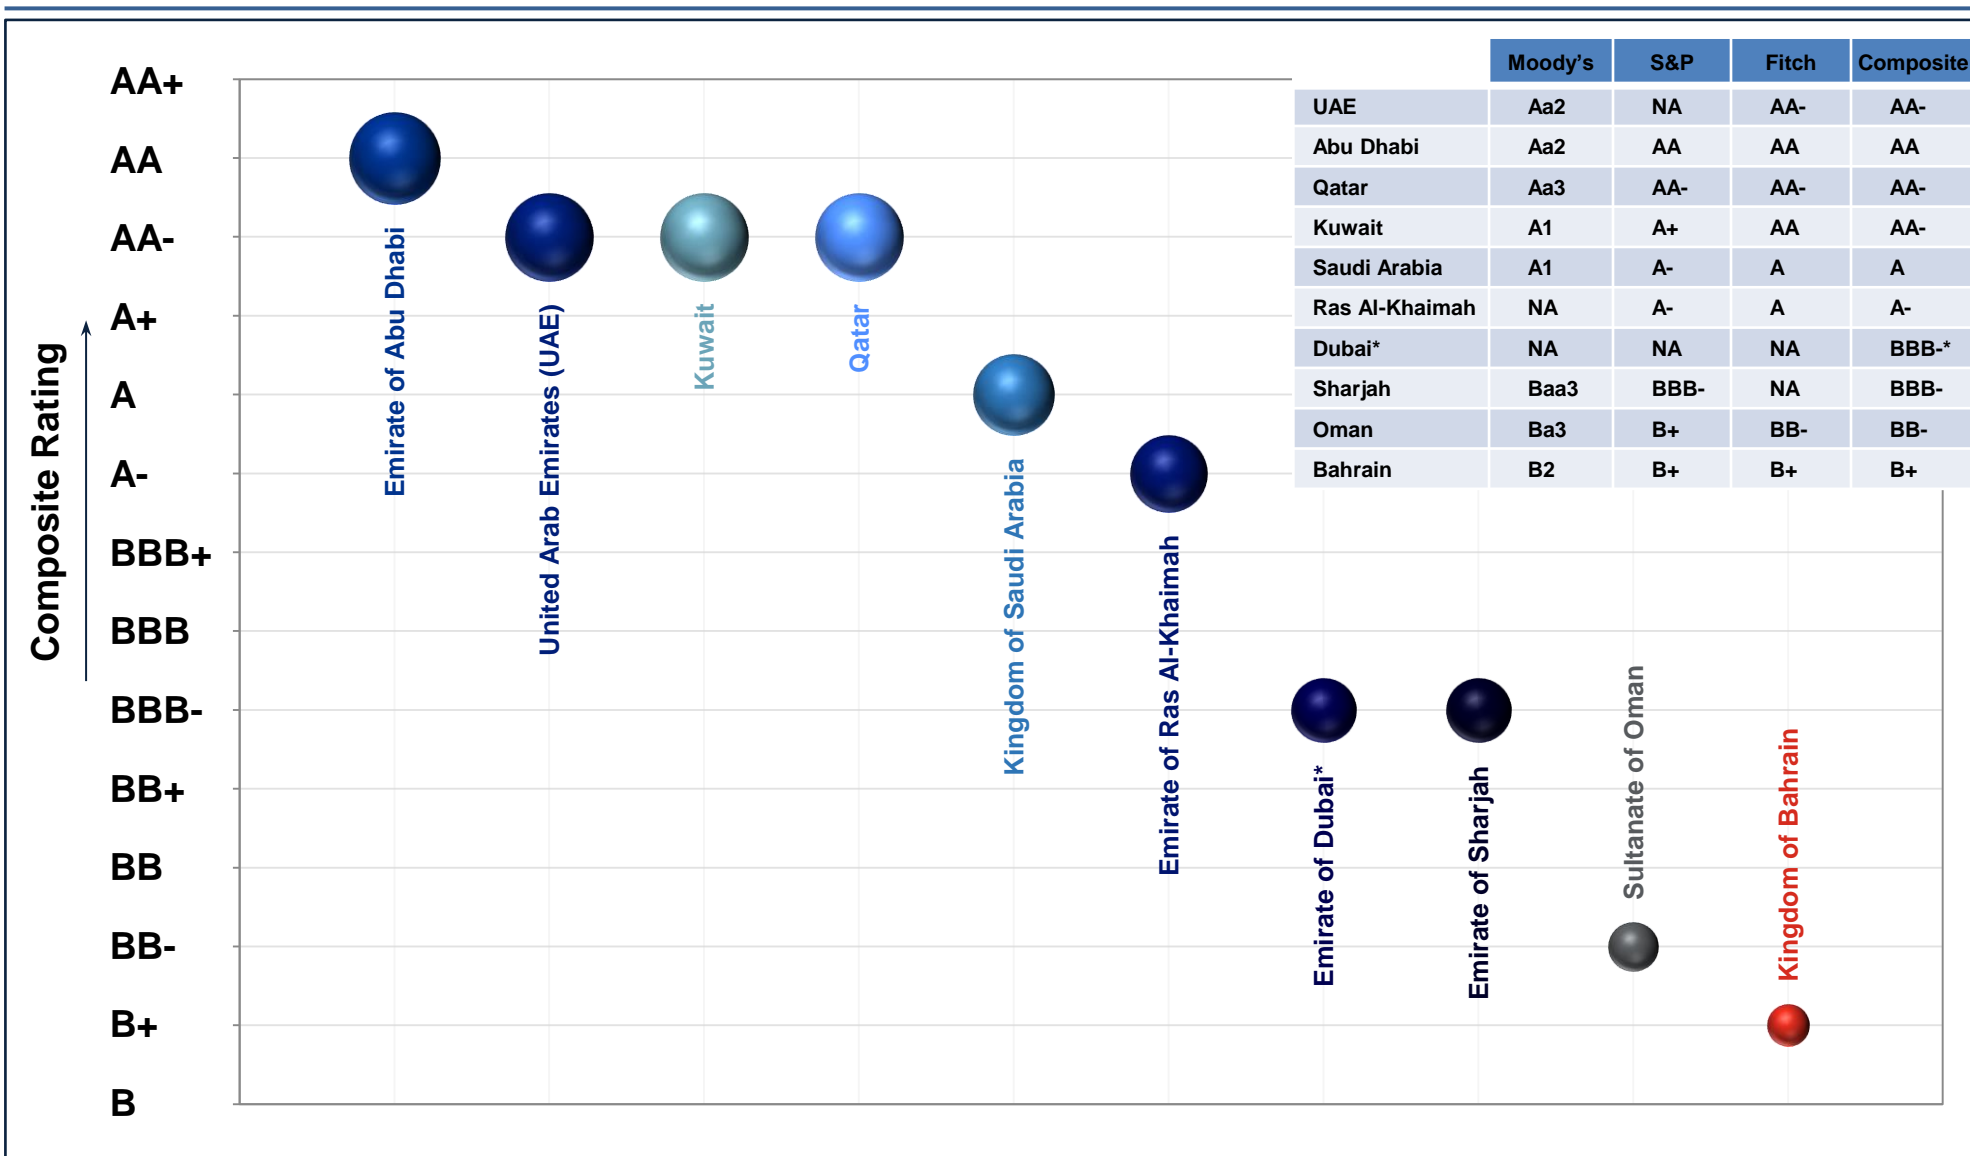 Composite Rating
AA+
AA
AA-
A+
A
A-
BBB+
BBB
BBB-
BB+
BB
BB-
B+
B
Emirate of Abu Dhabi
United Arab Emirates (UAE)
Kuwait
Qatar
Kingdom of Saudi Arabia
Emirate of Ras Al-Khaimah
Emirate of Dubai*
Emirate of Sharjah
Sultanate of Oman
Kingdom of Bahrain
Moody's S&P Fitch Composite
UAE Aa2 NA AA- AA-
Abu Dhabi Aa2 AA AA AA
Qatar Aa3 AA- AA- AA-
Kuwait A1 A+ AA AA-
Saudi Arabia A1 A- A A
Ras Al-Khaimah NA A- A A-
Dubai* NA NA NA BBB-*
Sharjah Baa3 BBB- NA BBB-
Oman Ba3 B+ BB- BB-
Bahrain B2 B+ B+ B+